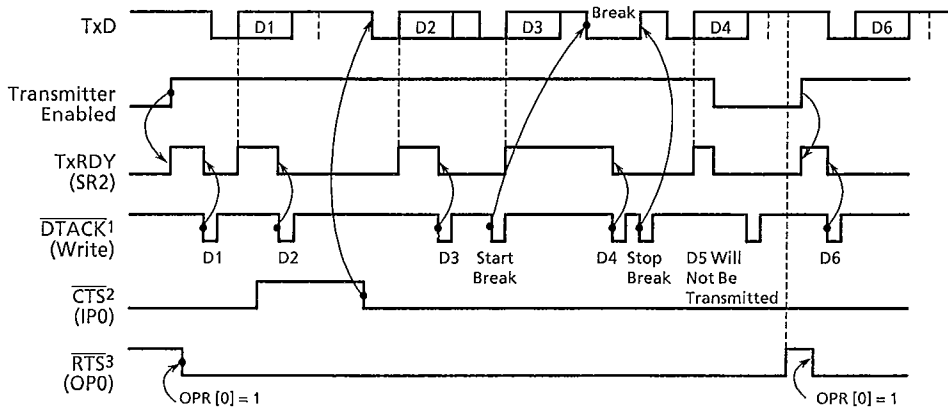 TxD
D1
D2
D3
Break
D4
D6
Transmitter
Enabled
TxRDY
(SR2)
DTACK1
(Write)
D1
D2
D3
Start
Break
D4
Stop
Break
D5 Will
Not Be
Transmitted
D6
CTS2
(IP0)
RTS3
(OP0)
OPR [0] = 1
OPR [0] = 1